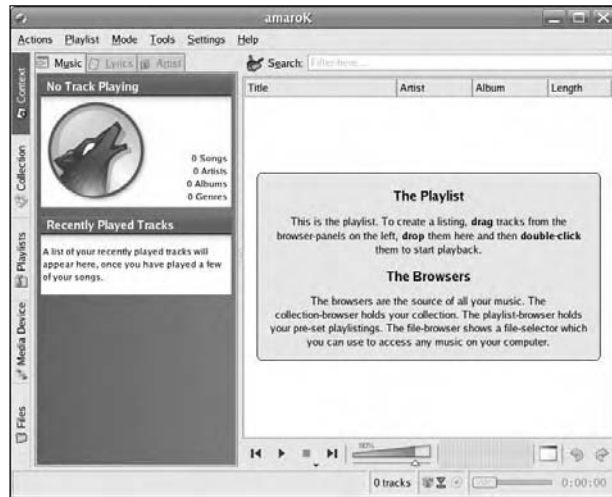 amaroK
Actions Playlist Mode Tools Settings Help
Context
Collection
Playlists
Media Device
Files
Music Lyrics Artist
No Track Playing
0 Songs
0 Artists
0 Albums
0 Genres
Recently Played Tracks
A list of your recently played tracks will
appear here, once you have played a few
of your songs.
Search: Filter here...
Title Artist Album Length
The Playlist
This is the playlist. To create a listing, drag tracks from the
browser-panels on the left, drop them here and then double-click
them to start playback.
The Browsers
The browsers are the source of all your music. The
collection-browser holds your collection. The playlist-browser holds
your pre-set playlistings. The file-browser shows a file-selector which
you can use to access any music on your computer.
0 tracks 0:00:00